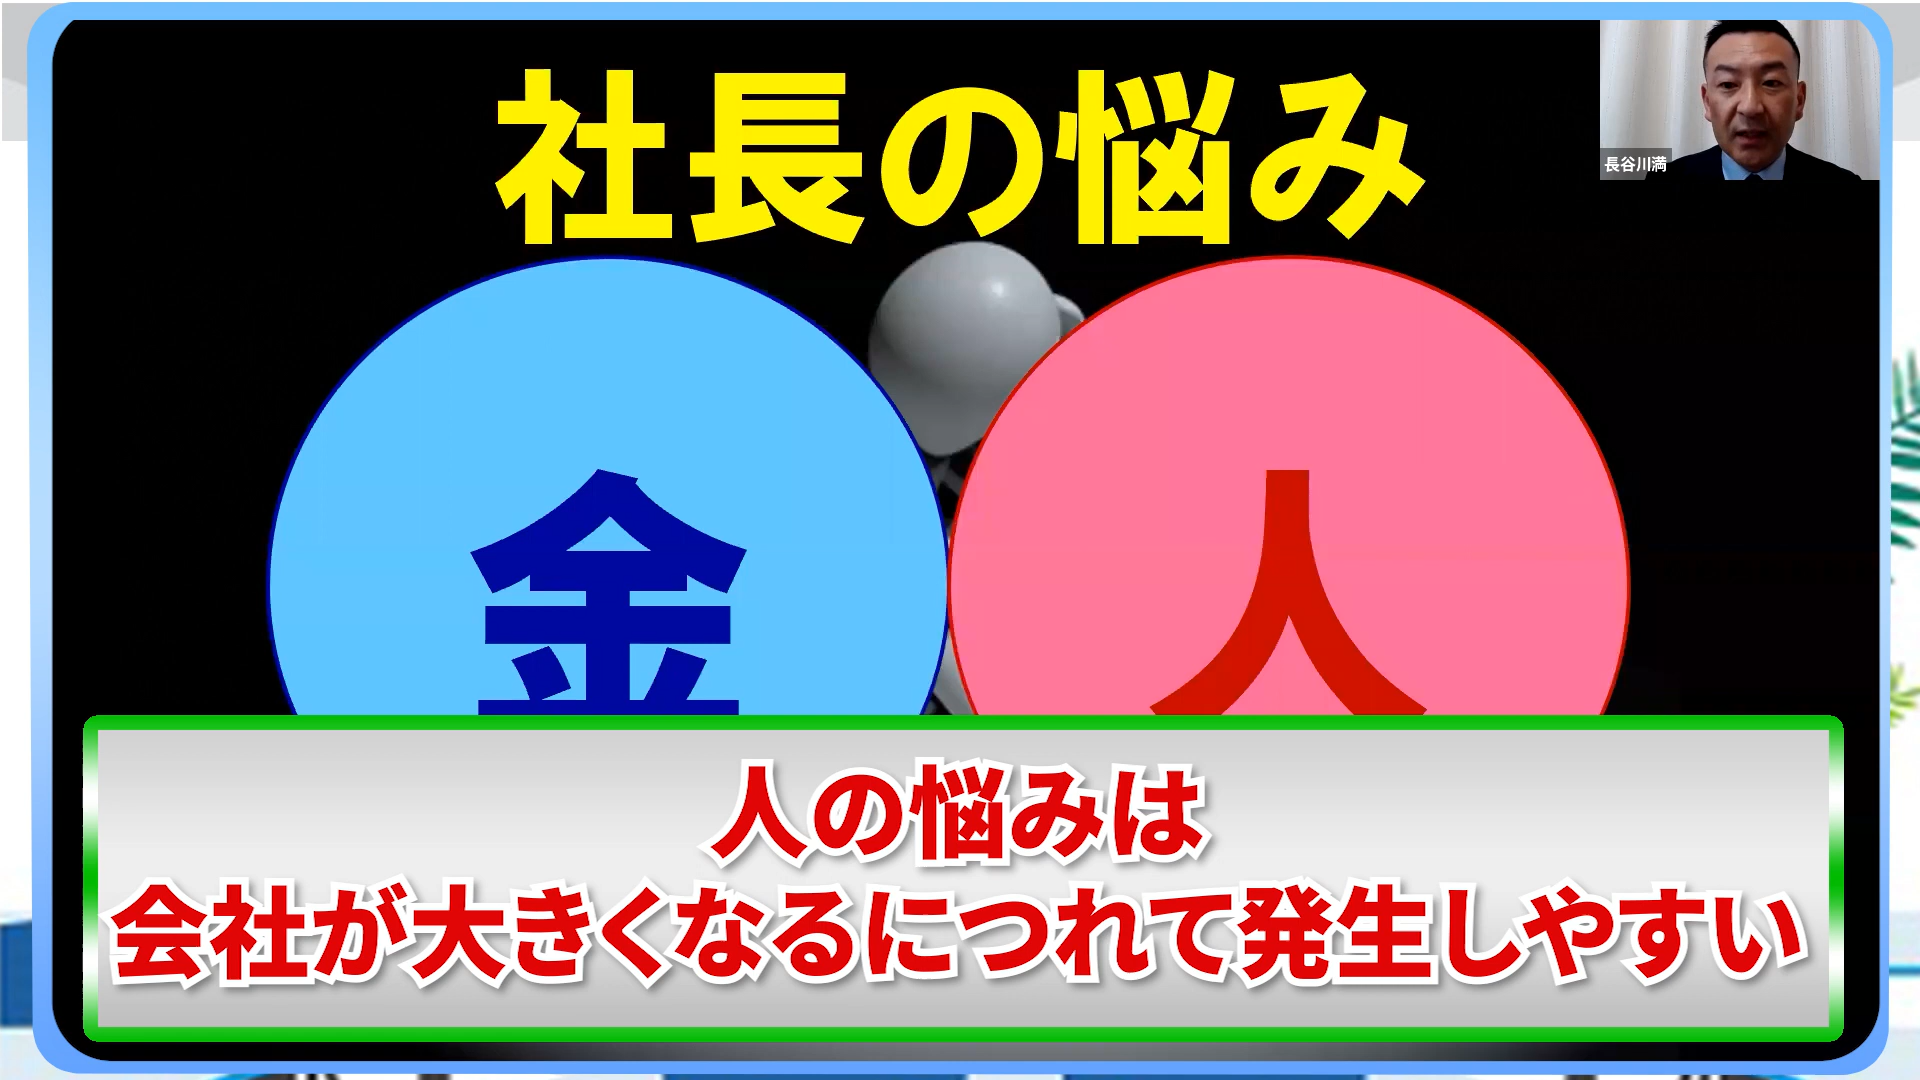 社長の悩み
長谷川満
金
人
人の悩みは
会社が大きくなるにつれて発生しやすい